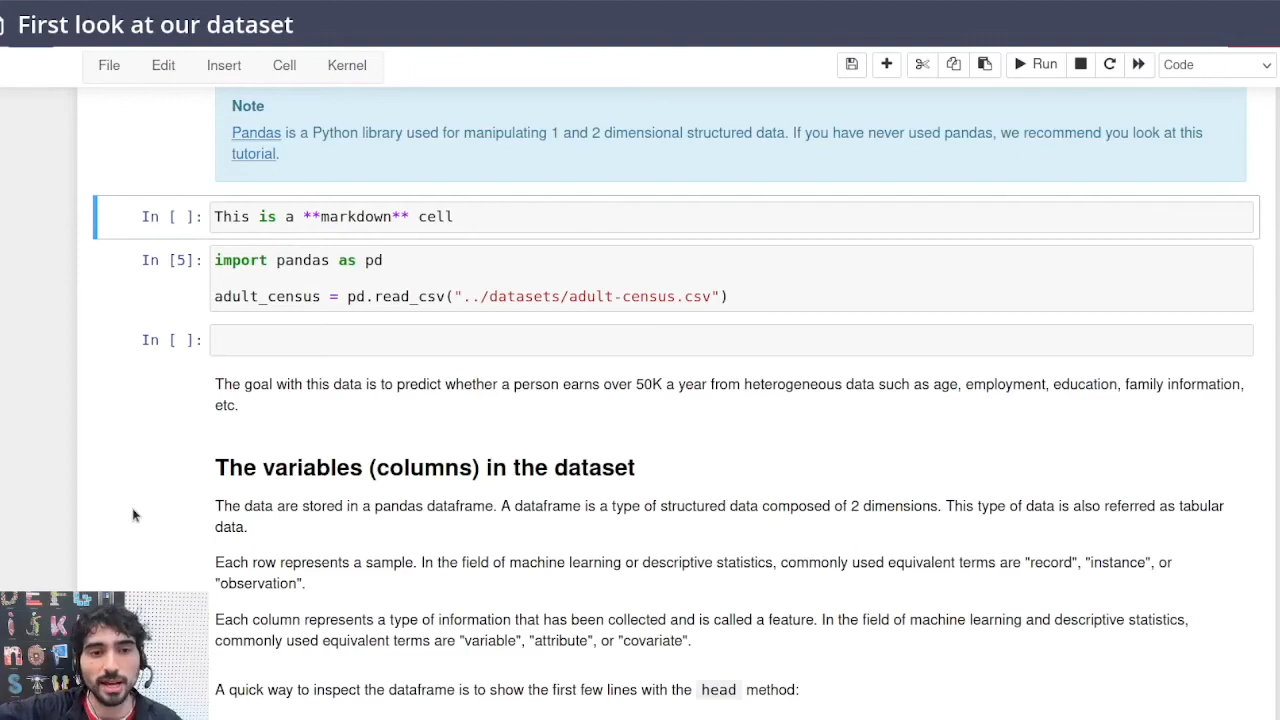 First look at our dataset
File Edit Insert Cell Kernel Run Code
Note
Pandas is a Python library used for manipulating 1 and 2 dimensional structured data. If you have never used pandas, we recommend you look at this
tutorial.
In [ ]: This is a **markdown** cell
In [5]: import pandas as pd
adult_census = pd.read_csv("../datasets/adult-census.csv")
In [ ]:
The goal with this data is to predict whether a person earns over 50K a year from heterogeneous data such as age, employment, education, family information,
etc.
The variables (columns) in the dataset
The data are stored in a pandas dataframe. A dataframe is a type of structured data composed of 2 dimensions. This type of data is also referred as tabular
data.
Each row represents a sample. In the field of machine learning or descriptive statistics, commonly used equivalent terms are "record", "instance", or
"observation".
Each column represents a type of information that has been collected and is called a feature. In the field of machine learning and descriptive statistics,
commonly used equivalent terms are "variable", "attribute", or "covariate".
A quick way to inspect the dataframe is to show the first few lines with the head method: